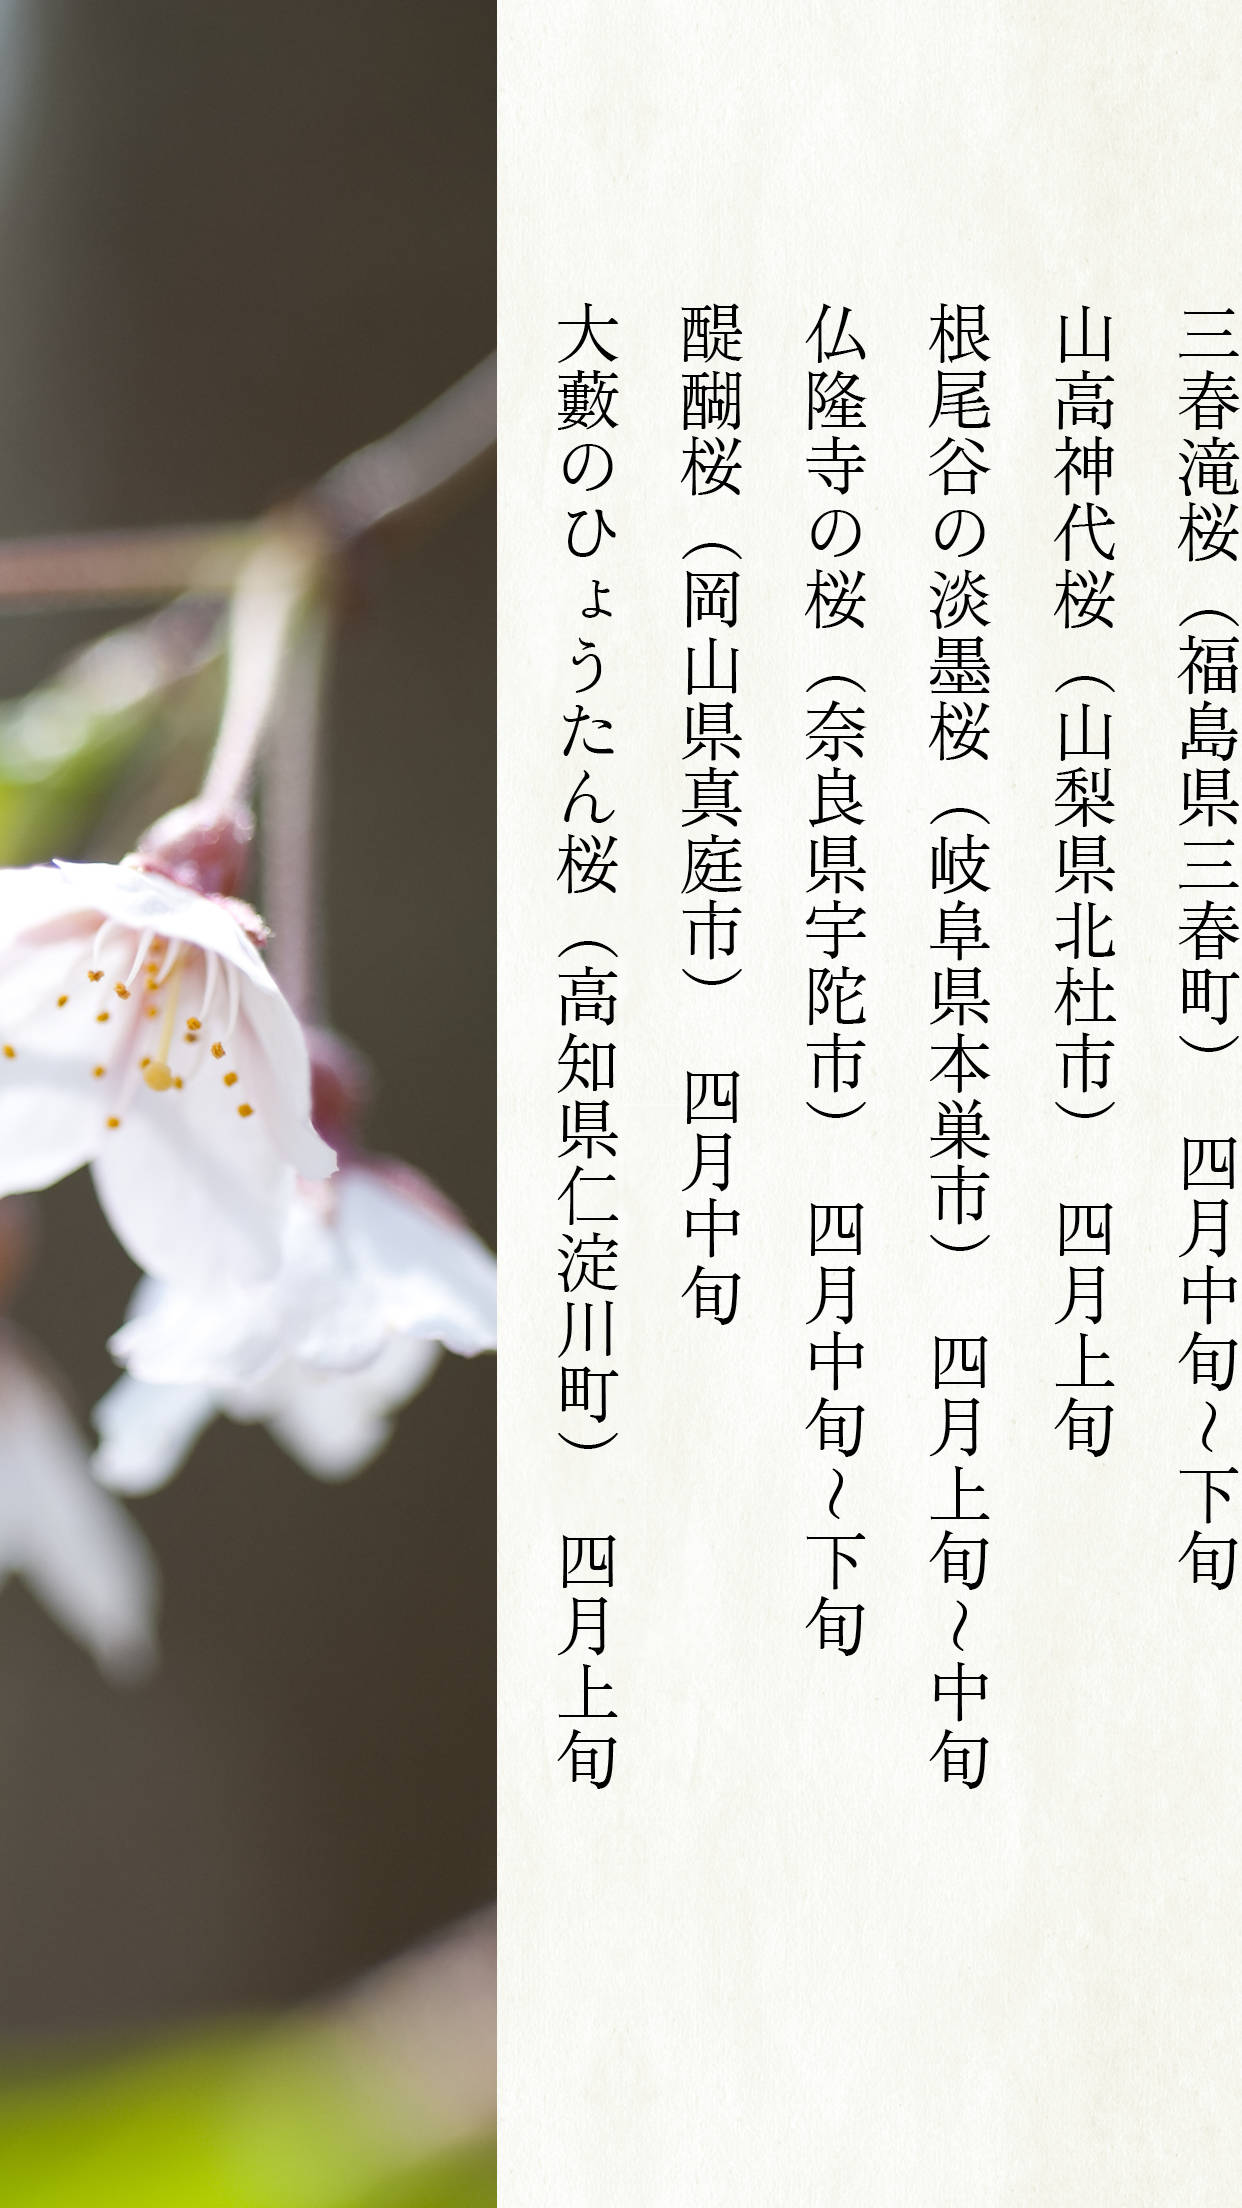 三春滝桜（福島県三春町）　四月中旬～下旬
山高神代桜（山梨県北杜市）　四月上旬
根尾谷の淡墨桜（岐阜県本巣市）　四月上旬～中旬
仏隆寺の桜（奈良県宇陀市）　四月中旬～下旬
醍醐桜（岡山県真庭市）　四月中旬
大藪のひょうたん桜（高知県仁淀川町）　四月上旬